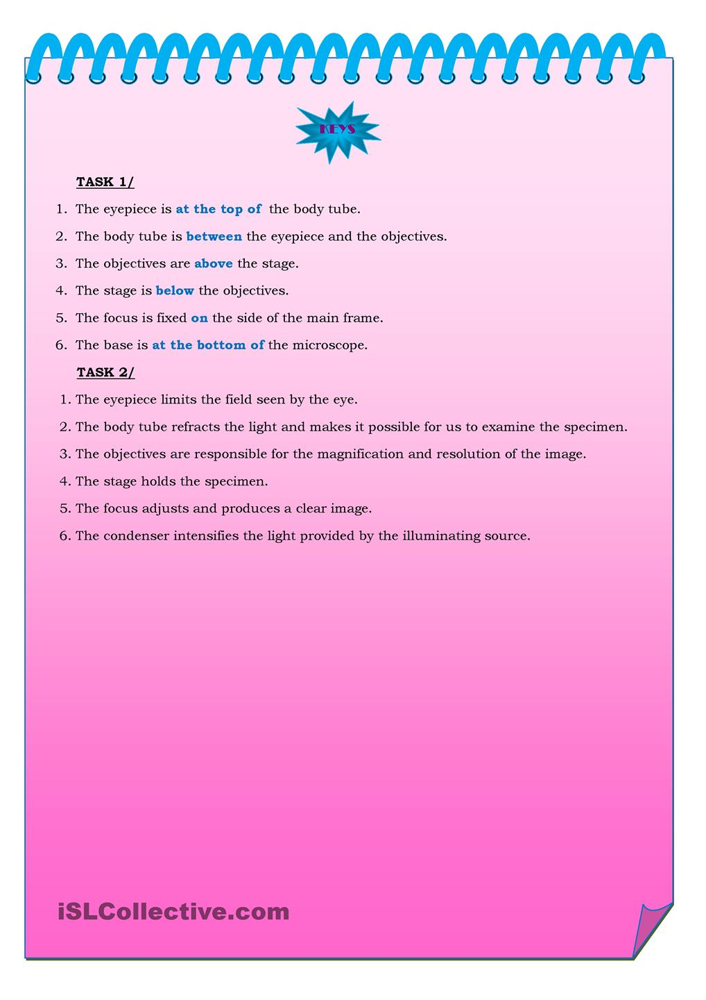 KEYS
TASK 1/
1. The eyepiece is at the top of the body tube.
2. The body tube is between the eyepiece and the objectives.
3. The objectives are above the stage.
4. The stage is below the objectives.
5. The focus is fixed on the side of the main frame.
6. The base is at the bottom of the microscope.
TASK 2/
1. The eyepiece limits the field seen by the eye.
2. The body tube refracts the light and makes it possible for us to examine the specimen.
3. The objectives are responsible for the magnification and resolution of the image.
4. The stage holds the specimen.
5. The focus adjusts and produces a clear image.
6. The condenser intensifies the light provided by the illuminating source.
iSLCollective.com